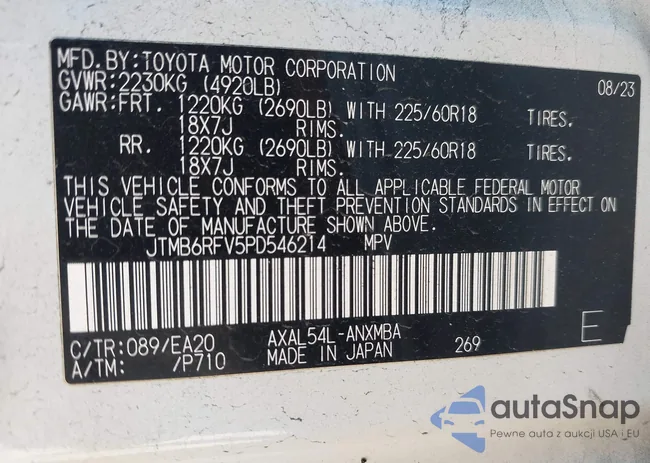 MFD.BY:TOYOTA MOTOR CORPORATION 08/23
GVWR:2230KG (4920LB)
GAWR:FRT. 1220KG (2690LB) WITH 225/60R18 TIRES.
18X7J RIMS.
RR. 1220KG (2690LB) WITH 225/60R18 TIRES.
18X7J RIMS.
THIS VEHICLE CONFORMS TO ALL APPLICABLE FEDERAL MOTOR
VEHICLE SAFETY AND THEFT PREVENTION STANDARDS IN EFFECT ON
THE DATE OF MANUFACTURE SHOWN ABOVE.
JTMB6RFV5PD546214 MPV
C/TR:089/EA20 AXAL54L-ANXMBA 269 E
A/TM: /P710 MADE IN JAPAN
autaSnap
Pewne auta z aukcji USA i EU